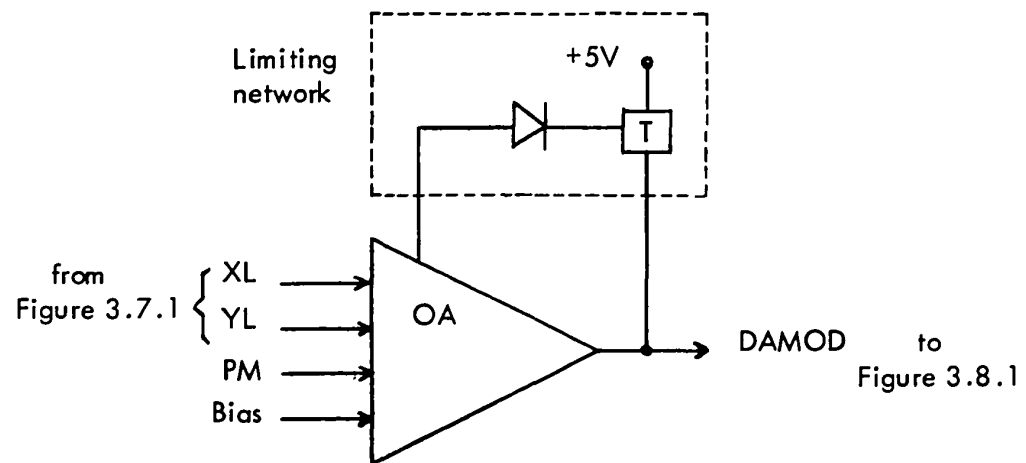 Limiting
network
+5V
T
from
Figure 3.7.1
XL
YL
PM
Bias
OA
DAMOD
to
Figure 3.8.1